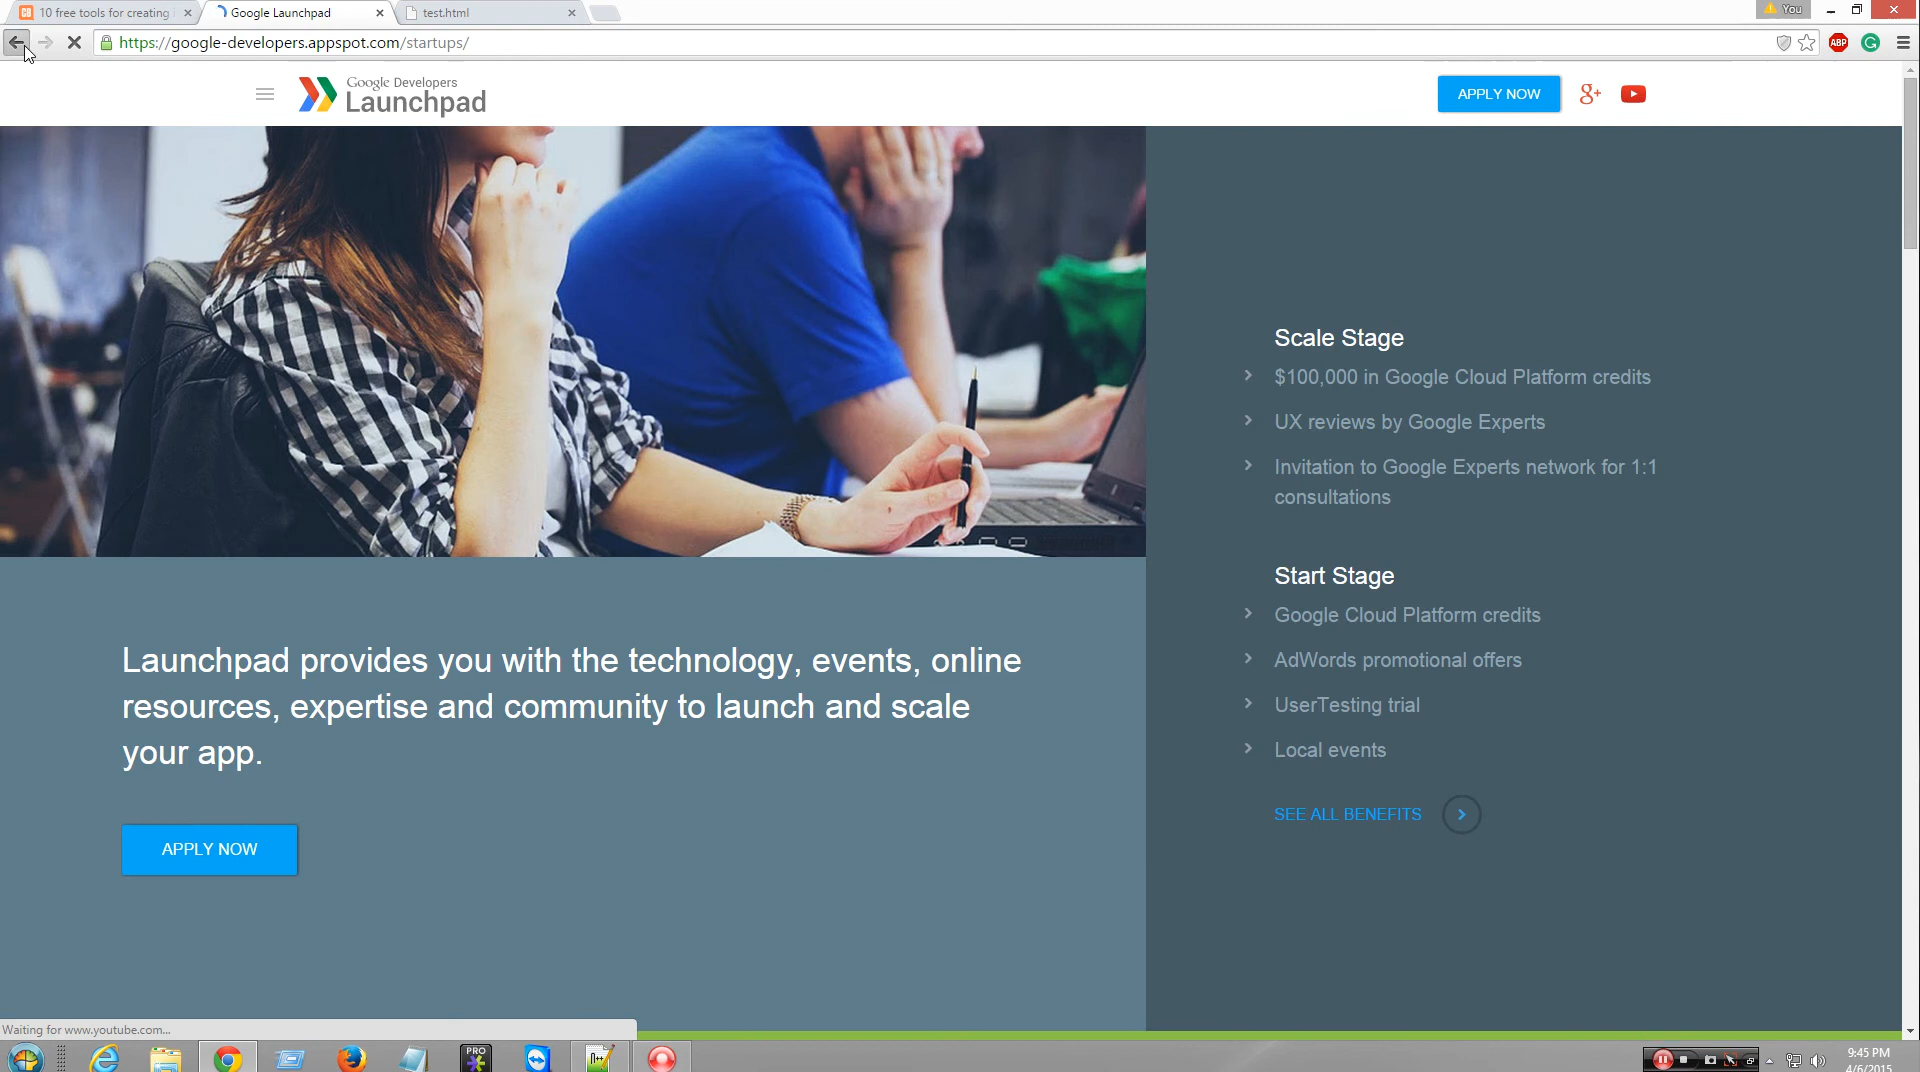 10 free tools for creating
Google Launchpad
test.html
You
https://google-developers.appspot.com/startups/
ABP
Google Developers
Launchpad
APPLY NOW
g+
Scale Stage
$100,000 in Google Cloud Platform credits
UX reviews by Google Experts
Invitation to Google Experts network for 1:1
consultations
Start Stage
Google Cloud Platform credits
AdWords promotional offers
UserTesting trial
Local events
SEE ALL BENEFITS
Launchpad provides you with the technology, events, online
resources, expertise and community to launch and scale
your app.
APPLY NOW
Waiting for www.youtube.com...
PRO
9:45 PM
4/6/2015